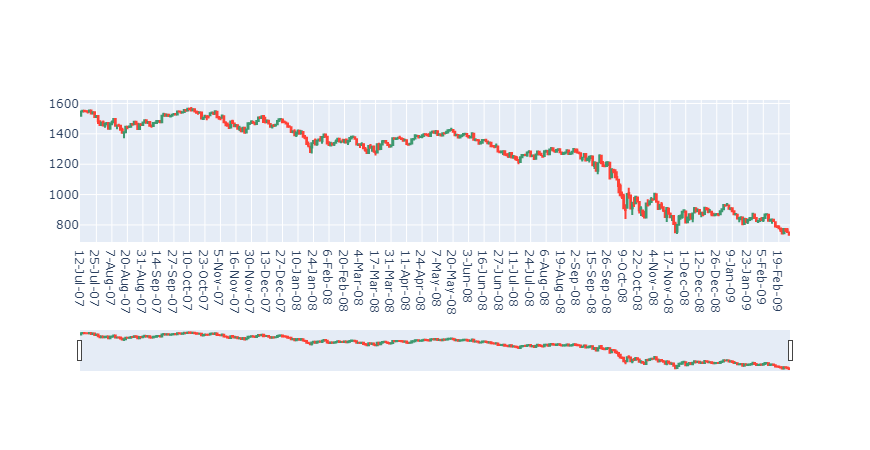 1600
1400
1200
1000
800
12-Jul-07
25-Jul-07
7-Aug-07
20-Aug-07
31-Aug-07
14-Sep-07
27-Sep-07
10-Oct-07
23-Oct-07
5-Nov-07
16-Nov-07
30-Nov-07
13-Dec-07
27-Dec-07
10-Jan-08
24-Jan-08
6-Feb-08
20-Feb-08
4-Mar-08
17-Mar-08
31-Mar-08
11-Apr-08
24-Apr-08
7-May-08
20-May-08
3-Jun-08
16-Jun-08
27-Jun-08
11-Jul-08
24-Jul-08
6-Aug-08
19-Aug-08
2-Sep-08
15-Sep-08
26-Sep-08
9-Oct-08
22-Oct-08
4-Nov-08
17-Nov-08
1-Dec-08
12-Dec-08
26-Dec-08
9-Jan-09
23-Jan-09
5-Feb-09
19-Feb-09